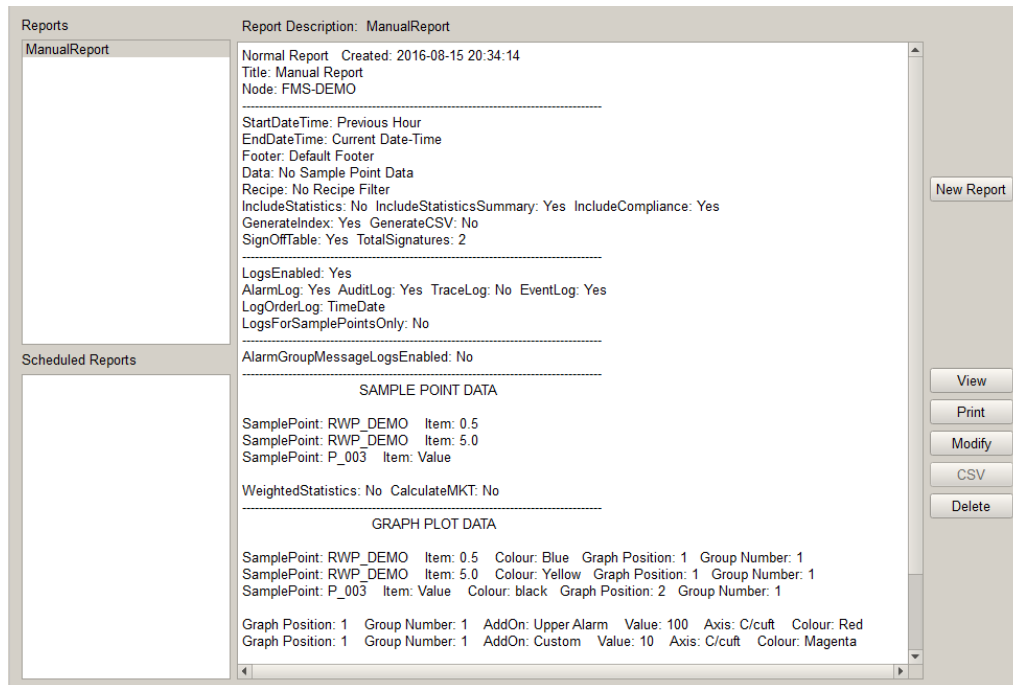 Reports
ManualReport
Scheduled Reports
Report Description: ManualReport
Normal Report Created: 2016-08-15 20:34:14
Title: Manual Report
Node: FMS-DEMO
--------------------------------------------------------------------------------
StartDateTime: Previous Hour
EndDateTime: Current Date-Time
Footer: Default Footer
Data: No Sample Point Data
Recipe: No Recipe Filter
IncludeStatistics: No IncludeStatisticsSummary: Yes IncludeCompliance: Yes
GenerateIndex: Yes GenerateCSV: No
SignOffTable: Yes TotalSignatures: 2
--------------------------------------------------------------------------------
LogsEnabled: Yes
AlarmLog: Yes AuditLog: Yes TraceLog: No EventLog: Yes
LogOrderLog: TimeDate
LogsForSamplePointsOnly: No
--------------------------------------------------------------------------------
AlarmGroupMessageLogsEnabled: No
--------------------------------------------------------------------------------
SAMPLE POINT DATA
SamplePoint: RWP_DEMO Item: 0.5
SamplePoint: RWP_DEMO Item: 5.0
SamplePoint: P_003 Item: Value
WeightedStatistics: No CalculateMKT: No
--------------------------------------------------------------------------------
GRAPH PLOT DATA
SamplePoint: RWP_DEMO Item: 0.5 Colour: Blue Graph Position: 1 Group Number: 1
SamplePoint: RWP_DEMO Item: 5.0 Colour: Yellow Graph Position: 1 Group Number: 1
SamplePoint: P_003 Item: Value Colour: black Graph Position: 2 Group Number: 1
Graph Position: 1 Group Number: 1 AddOn: Upper Alarm Value: 100 Axis: C/cuft Colour: Red
Graph Position: 1 Group Number: 1 AddOn: Custom Value: 10 Axis: C/cuft Colour: Magenta
New Report
View
Print
Modify
CSV
Delete